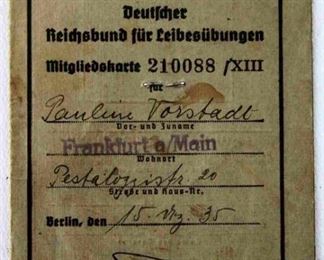 Deutscher
Reichsbund für Leibesübungen
Mitgliedskarte 210088 /XIII
für
Pauline Vorstadt
Vor- und Zuname
Frankfurt a/Main
Wohnort
Pestalozzistr. 20
Straße und Haus-Nr.
Berlin, den 15. Dez. 35